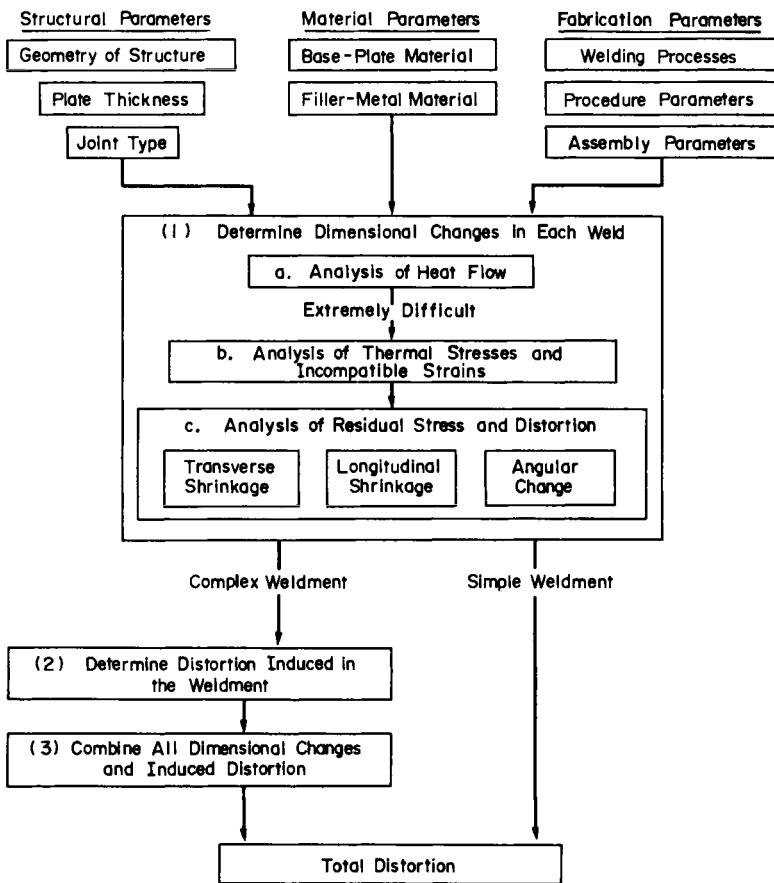 Structural Parameters
Material Parameters
Fabrication Parameters
Geometry of Structure
Base-Plate Material
Welding Processes
Plate Thickness
Filler-Metal Material
Procedure Parameters
Joint Type
Assembly Parameters
(1) Determine Dimensional Changes in Each Weld
a. Analysis of Heat Flow
Extremely Difficult
b. Analysis of Thermal Stresses and
Incompatible Strains
c. Analysis of Residual Stress and Distortion
Transverse
Shrinkage
Longitudinal
Shrinkage
Angular
Change
Complex Weldment
Simple Weldment
(2) Determine Distortion Induced in
the Weldment
(3) Combine All Dimensional Changes
and Induced Distortion
Total Distortion